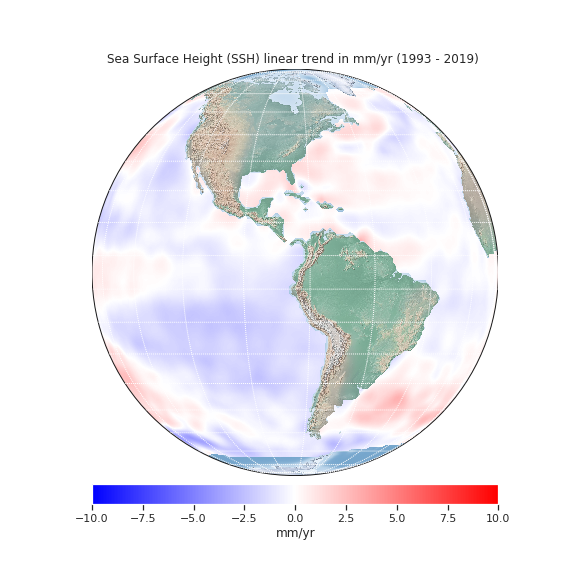 Sea Surface Height (SSH) linear trend in mm/yr (1993 - 2019)
−10.0 −7.5 −5.0 −2.5 0.0 2.5 5.0 7.5 10.0
mm/yr